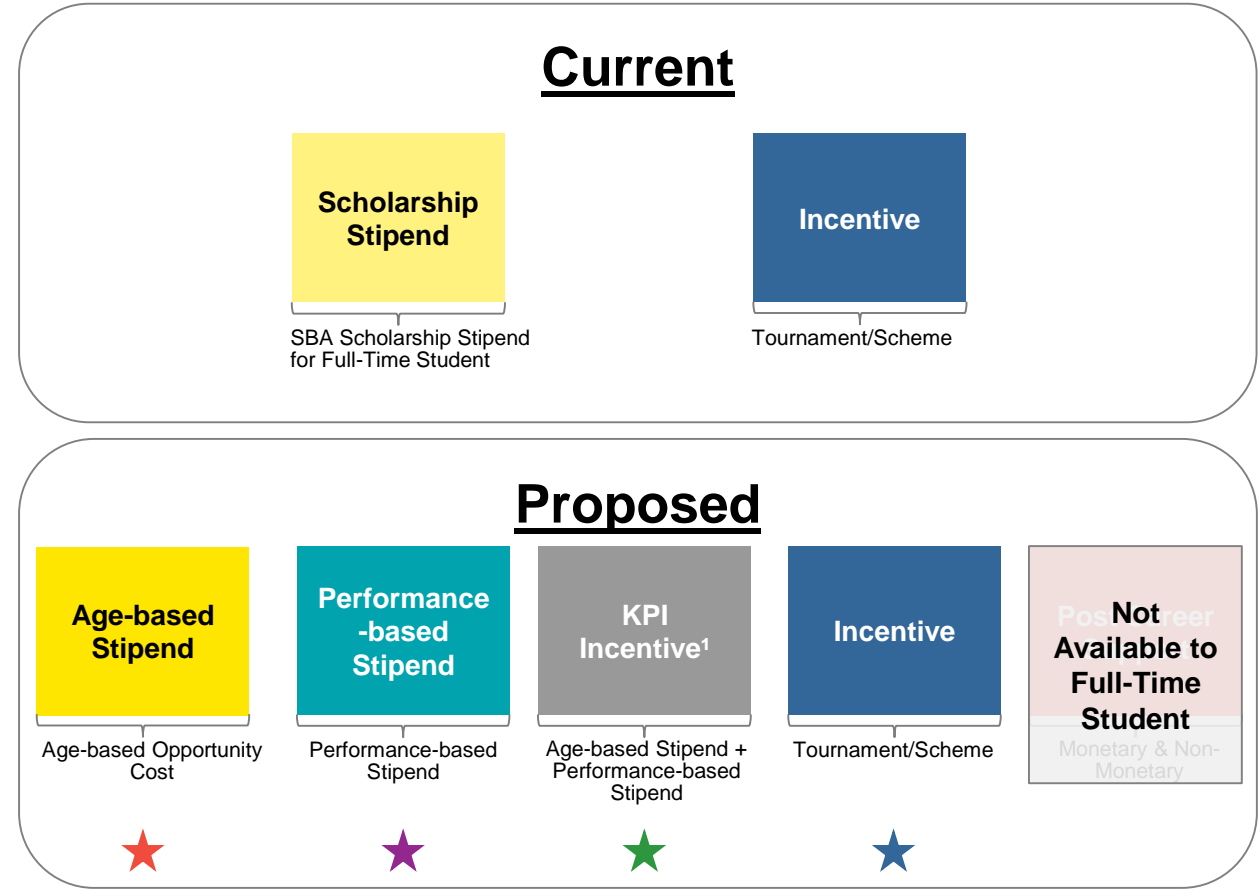 Current
Scholarship
Stipend
Incentive
SBA Scholarship Stipend
for Full-Time Student
Tournament/Scheme
Proposed
Age-based
Stipend
Performance
-based
Stipend
KPI
Incentive¹
Incentive
Not
Available to
Full-Time
Student
Age-based Opportunity
Cost
Performance-based
Stipend
Age-based Stipend +
Performance-based
Stipend
Tournament/Scheme
Monetary & Non-
Monetary